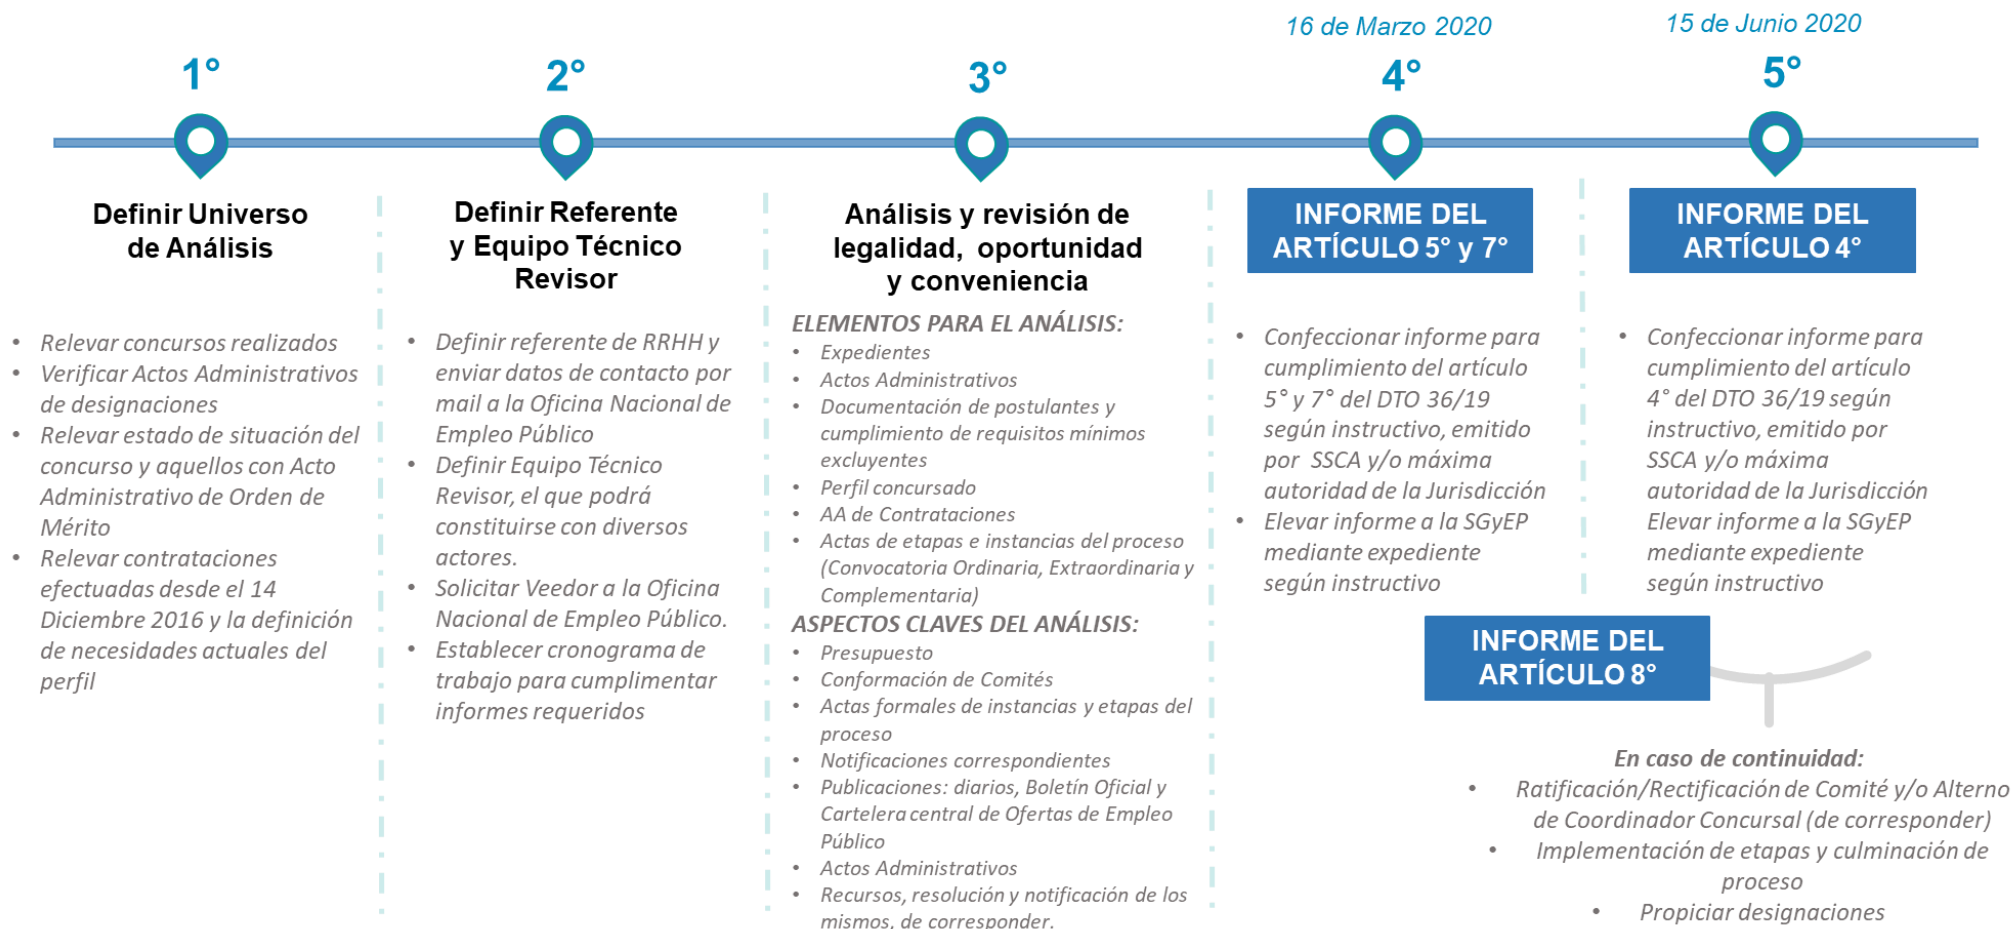 1°
Definir Universo
de Análisis
• Relevar concursos realizados
• Verificar Actos Administrativos
de designaciones
• Relevar estado de situación del
concurso y aquellos con Acto
Administrativo de Orden de
Mérito
• Relevar contrataciones
efectuadas desde el 14
Diciembre 2016 y la definición
de necesidades actuales del
perfil
2°
Definir Referente
y Equipo Técnico
Revisor
• Definir referente de RRHH y
enviar datos de contacto por
mail a la Oficina Nacional de
Empleo Público
• Definir Equipo Técnico
Revisor, el que podrá
constituirse con diversos
actores.
• Solicitar Veedor a la Oficina
Nacional de Empleo Público.
• Establecer cronograma de
trabajo para cumplimentar
informes requeridos
3°
Análisis y revisión de
legalidad, oportunidad
y conveniencia
ELEMENTOS PARA EL ANÁLISIS:
• Expedientes
• Actos Administrativos
• Documentación de postulantes y
cumplimiento de requisitos mínimos
excluyentes
• Perfil concursado
• AA de Contrataciones
• Actas de etapas e instancias del proceso
(Convocatoria Ordinaria, Extraordinaria y
Complementaria)
ASPECTOS CLAVES DEL ANÁLISIS:
• Presupuesto
• Conformación de Comités
• Actas formales de instancias y etapas del
proceso
• Notificaciones correspondientes
• Publicaciones: diarios, Boletín Oficial y
Cartelera central de Ofertas de Empleo
Público
• Actos Administrativos
• Recursos, resolución y notificación de los
mismos, de corresponder.
16 de Marzo 2020
4°
INFORME DEL
ARTÍCULO 5° y 7°
• Confeccionar informe para
cumplimiento del artículo
5° y 7° del DTO 36/19
según instructivo, emitido
por SSCA y/o máxima
autoridad de la Jurisdicción
• Elevar informe a la SGyEP
mediante expediente
según instructivo
15 de Junio 2020
5°
INFORME DEL
ARTÍCULO 4°
• Confeccionar informe para
cumplimiento del artículo
4° del DTO 36/19 según
instructivo, emitido por
SSCA y/o máxima
autoridad de la Jurisdicción
Elevar informe a la SGyEP
mediante expediente
según instructivo
INFORME DEL
ARTÍCULO 8°
En caso de continuidad:
• Ratificación/Rectificación de Comité y/o Alterno
de Coordinador Concursal (de corresponder)
• Implementación de etapas y culminación de
proceso
• Propiciar designaciones